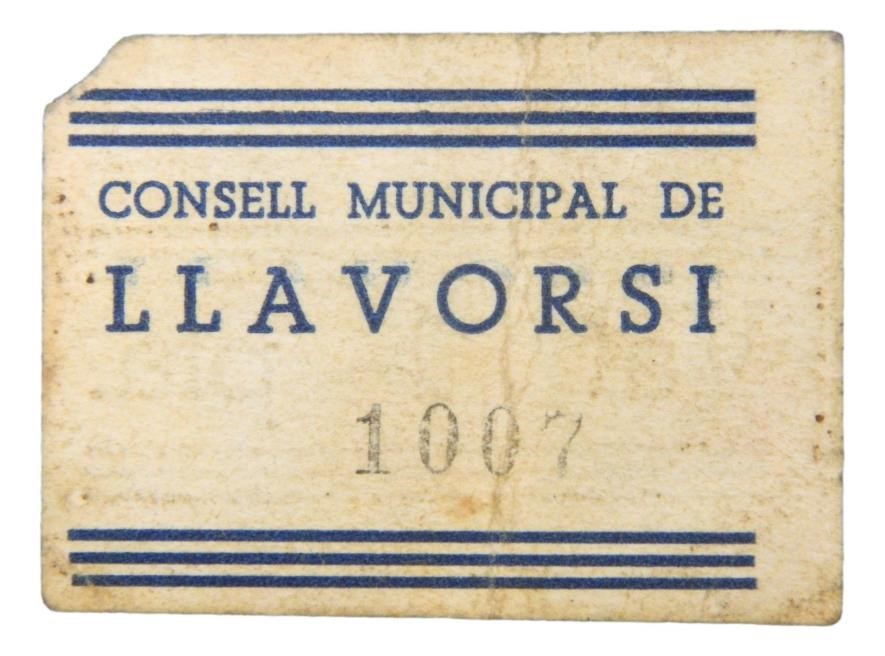 CONSELL MUNICIPAL DE
LLAVORSI
1007